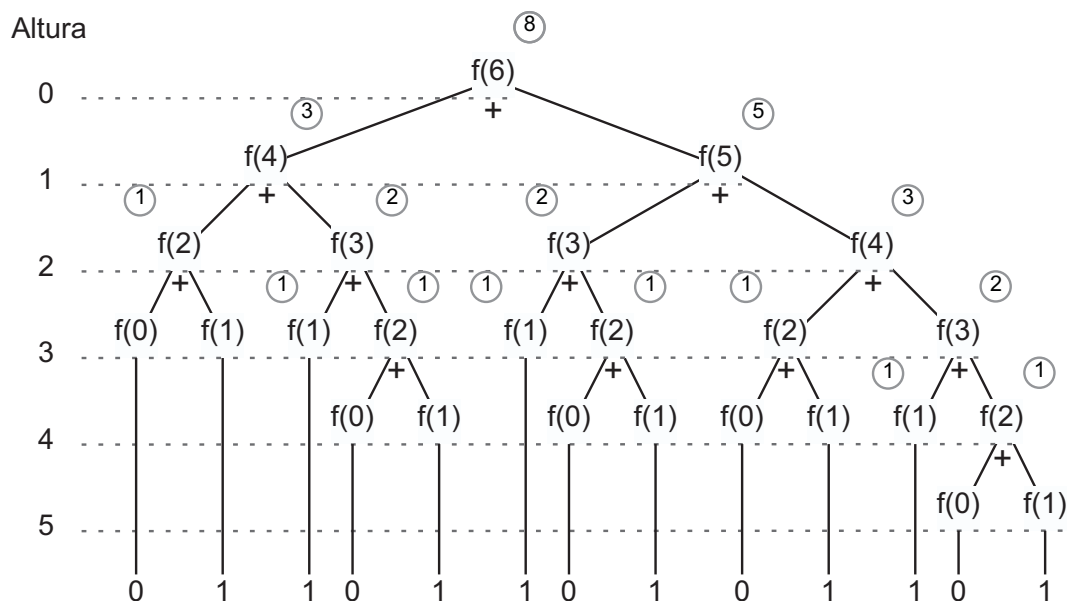 Altura
8
f(6)
0
3 + 5
f(4) f(5)
1 + +
1 2 2 3
f(2) f(3) f(3) f(4)
2 + + + +
1 1 1 1 1 2
f(0) f(1) f(1) f(2) f(1) f(2) f(2) f(3)
3 + + + 1 + 1
f(0) f(1) f(0) f(1) f(0) f(1) f(1) f(2)
4 +
f(0) f(1)
5
0 1 1 0 1 1 0 1 0 1 1 0 1